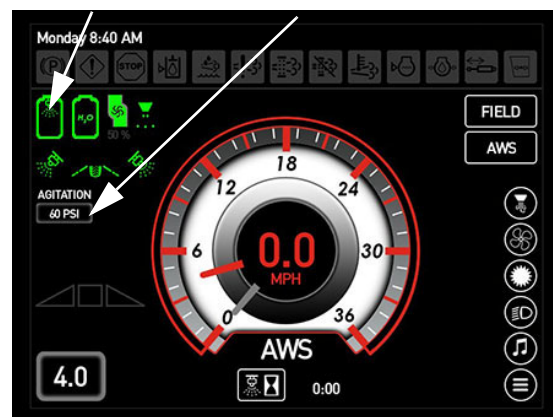 Monday 8:40 AM
(P)
STOP
FIELD
H₂O
50 %
AWS
18
12
24
AGITATION
60 PSI
6
0.0
30
MPH
0
36
AWS
4.0
0:00